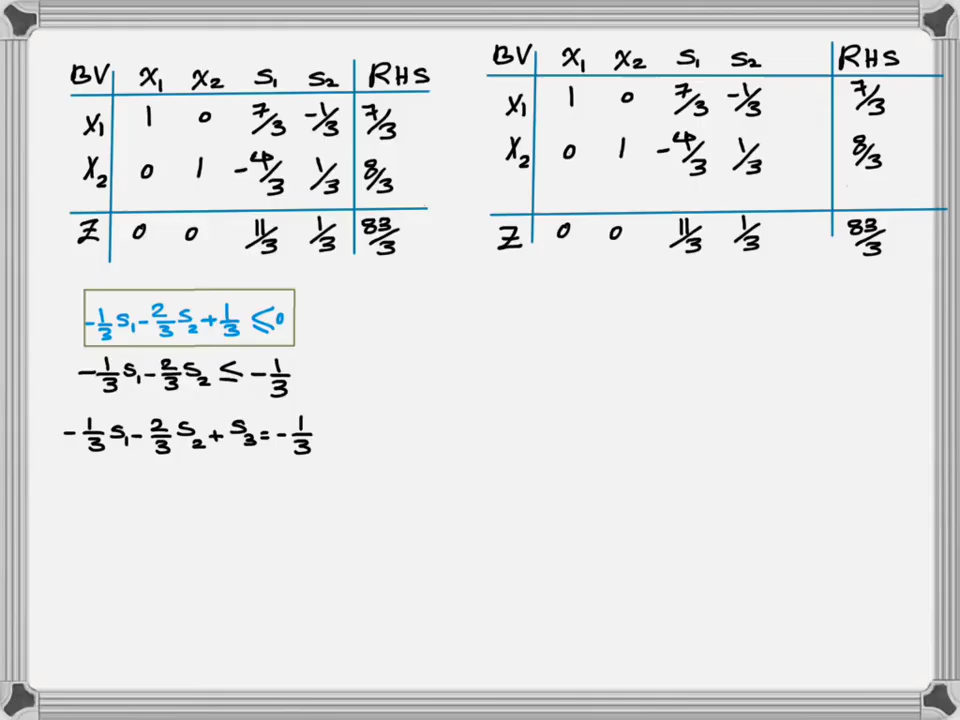 BV x₁ x₂ s₁ s₂ RHS
x₁ 1 0 7/3 -1/3 7/3
x₂ 0 1 -4/3 1/3 8/3
Z 0 0 11/3 1/3 83/3
BV x₁ x₂ s₁ s₂ RHS
x₁ 1 0 7/3 -1/3 7/3
x₂ 0 1 -4/3 1/3 8/3
Z 0 0 11/3 1/3 83/3
-1/3 s₁ - 2/3 s₂ + 1/3 ≤ 0
-1/3 s₁ - 2/3 s₂ ≤ -1/3
-1/3 s₁ - 2/3 s₂ + s₃ = -1/3